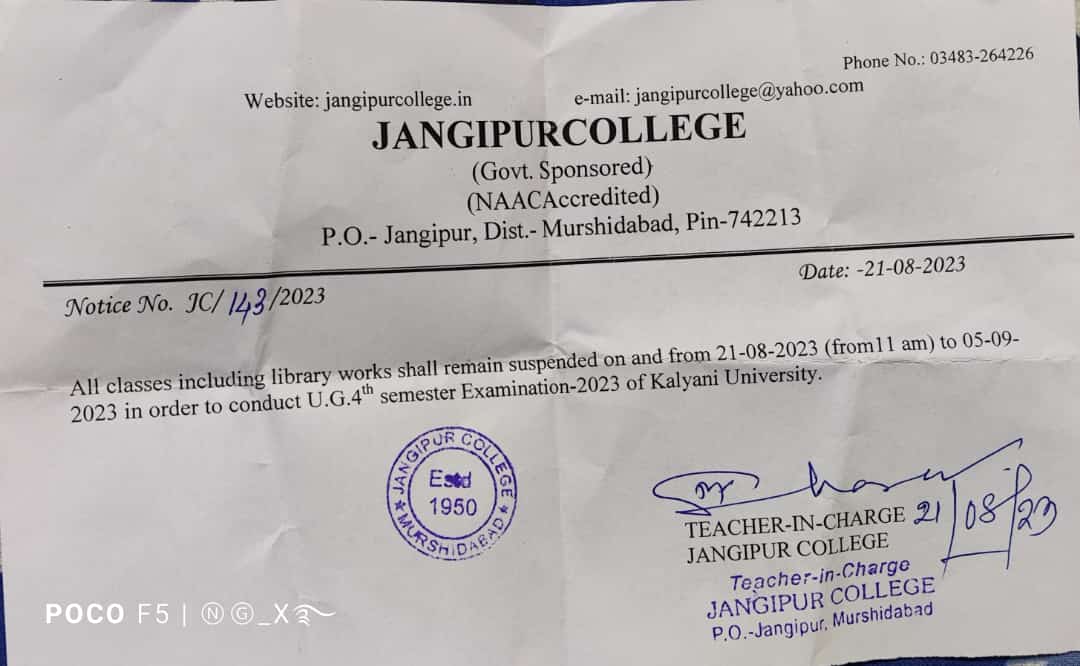 Phone No.: 03483-264226
Website: jangipurcollege.in e-mail: jangipurcollege@yahoo.com
JANGIPURCOLLEGE
(Govt. Sponsored)
(NAACAccredited)
P.O.- Jangipur, Dist.- Murshidabad, Pin-742213
Notice No. JC/143/2023 Date: -21-08-2023
All classes including library works shall remain suspended on and from 21-08-2023 (from11 am) to 05-09-
2023 in order to conduct U.G.4th semester Examination-2023 of Kalyani University.
JANGIPUR COLLEGE
Estd
1950
★ MURSHIDABAD ★
TEACHER-IN-CHARGE 21/08/23
JANGIPUR COLLEGE
Teacher-in-Charge
JANGIPUR COLLEGE
P.O.-Jangipur, Murshidabad
POCO F5 | ⓃⒼ_X